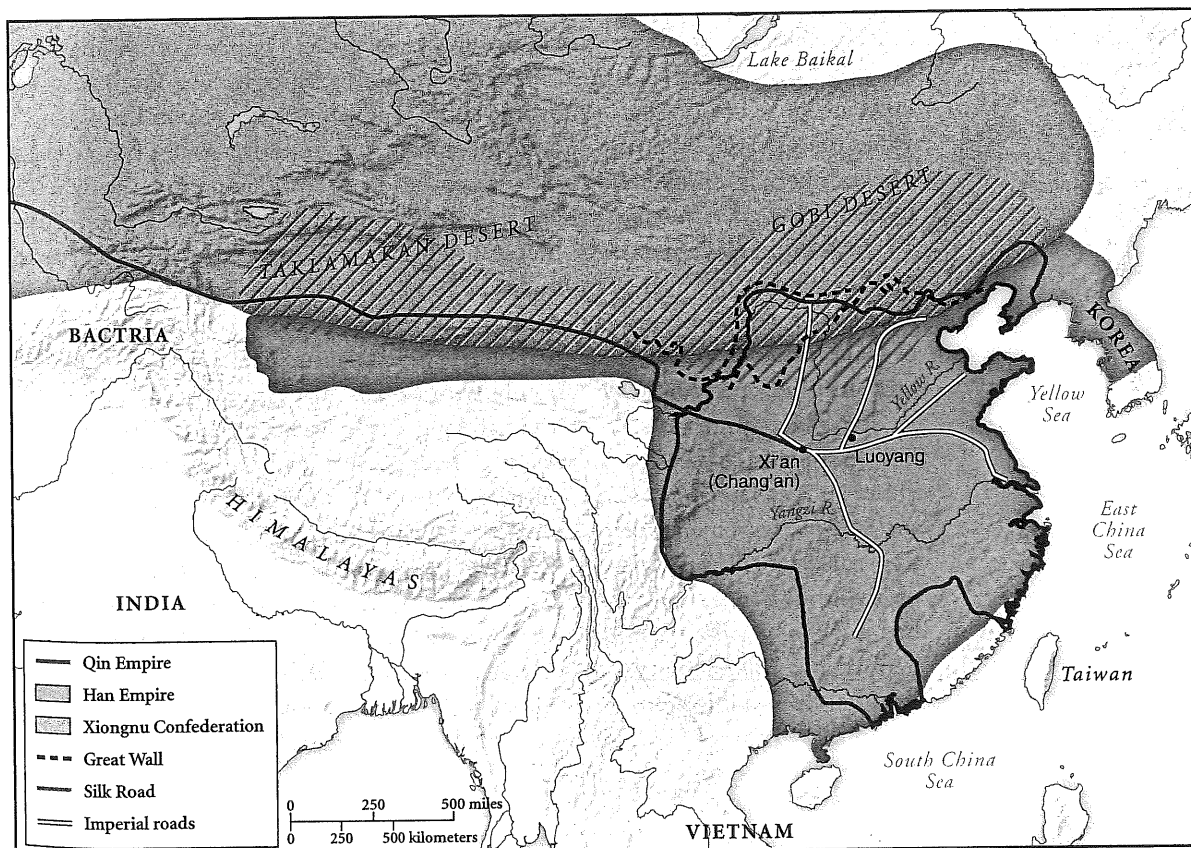 Lake Baikal
GOBI DESERT
TAKLAMAKAN DESERT
BACTRIA
KOREA
Yellow R.
Yellow
Sea
Xi'an
(Chang'an)
Luoyang
Yangzi R.
East
China
Sea
HIMALAYAS
INDIA
Taiwan
South China
Sea
VIETNAM
Qin Empire
Han Empire
Xiongnu Confederation
Great Wall
Silk Road
Imperial roads
0 250 500 miles
0 250 500 kilometers